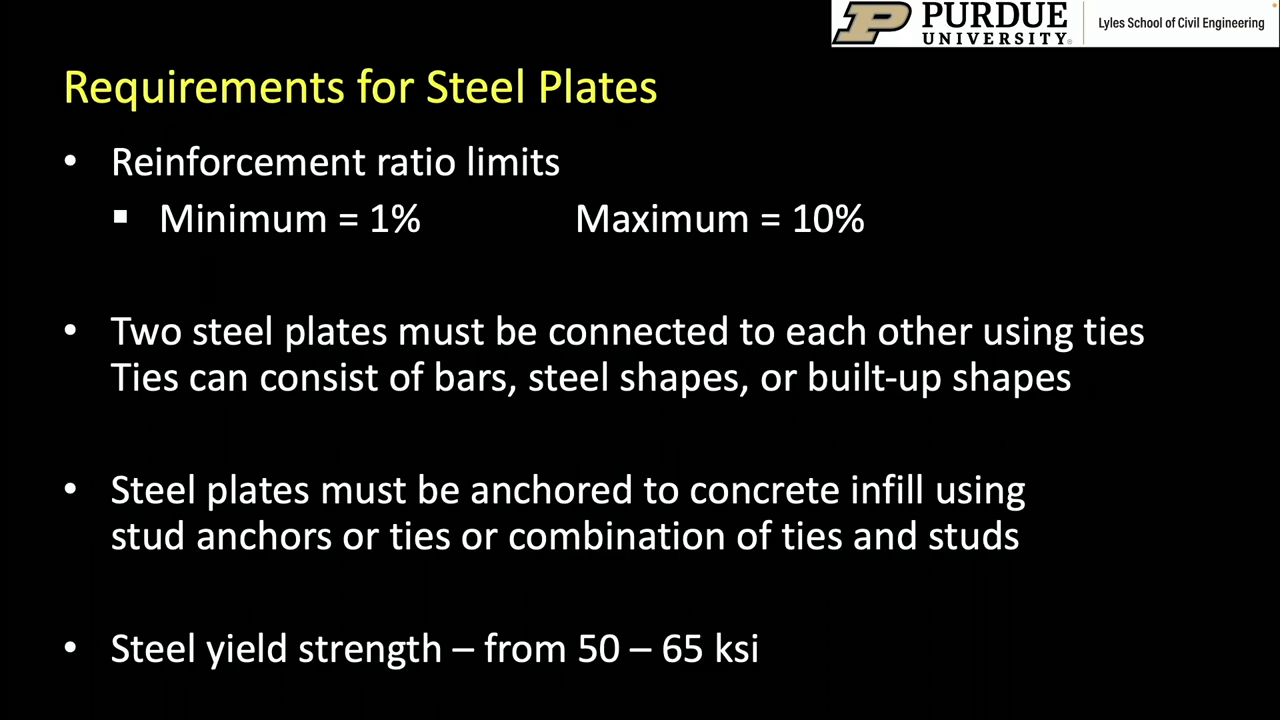 PURDUE
UNIVERSITY®
Lyles School of Civil Engineering
Requirements for Steel Plates
• Reinforcement ratio limits
▪ Minimum = 1% Maximum = 10%
• Two steel plates must be connected to each other using ties
Ties can consist of bars, steel shapes, or built-up shapes
• Steel plates must be anchored to concrete infill using
stud anchors or ties or combination of ties and studs
• Steel yield strength – from 50 – 65 ksi